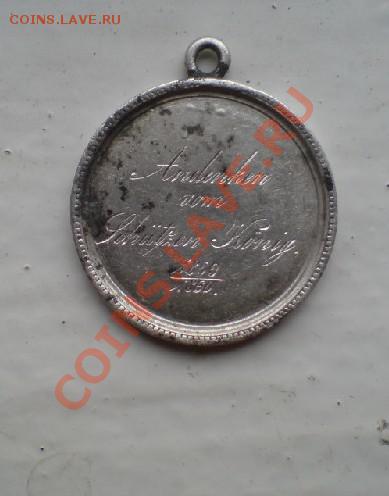 COINS.LAVE.RU
Andenken
vom
Schützen König.
COINS.LAVE.RU